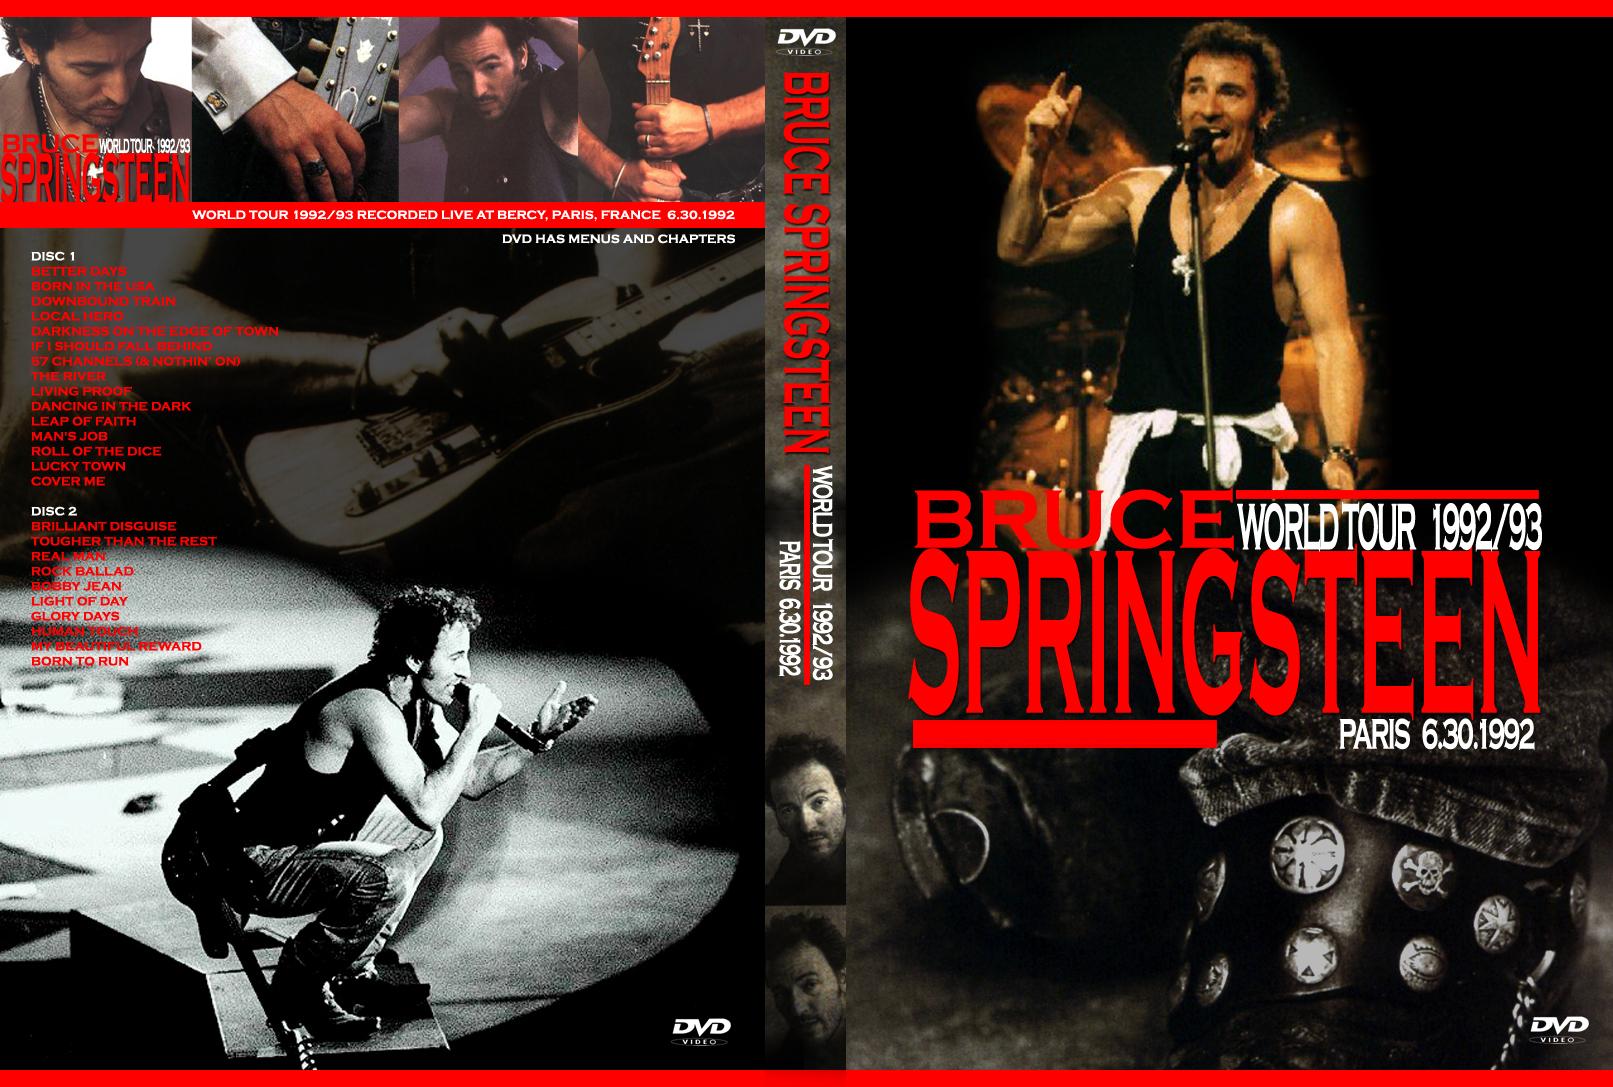 BRUCE WORLD TOUR 1992/93
SPRINGSTEEN
WORLD TOUR 1992/93 RECORDED LIVE AT BERCY, PARIS, FRANCE 6.30.1992
DVD HAS MENUS AND CHAPTERS
DISC 1
BETTER DAYS
BORN IN THE USA
DOWNBOUND TRAIN
LOCAL HERO
DARKNESS ON THE EDGE OF TOWN
IF I SHOULD FALL BEHIND
57 CHANNELS (& NOTHIN' ON)
THE RIVER
LIVING PROOF
DANCING IN THE DARK
LEAP OF FAITH
MAN'S JOB
ROLL OF THE DICE
LUCKY TOWN
COVER ME
DISC 2
BRILLIANT DISGUISE
TOUGHER THAN THE REST
REAL MAN
ROCK BALLAD
BOBBY JEAN
LIGHT OF DAY
GLORY DAYS
HUMAN TOUCH
MY BEAUTIFUL REWARD
BORN TO RUN
DVD
VIDEO
DVD
VIDEO
BRUCE SPRINGSTEEN
WORLD TOUR 1992/93
PARIS 6.30.1992
BRUCE WORLD TOUR 1992/93
SPRINGSTEEN
PARIS 6.30.1992
DVD
VIDEO